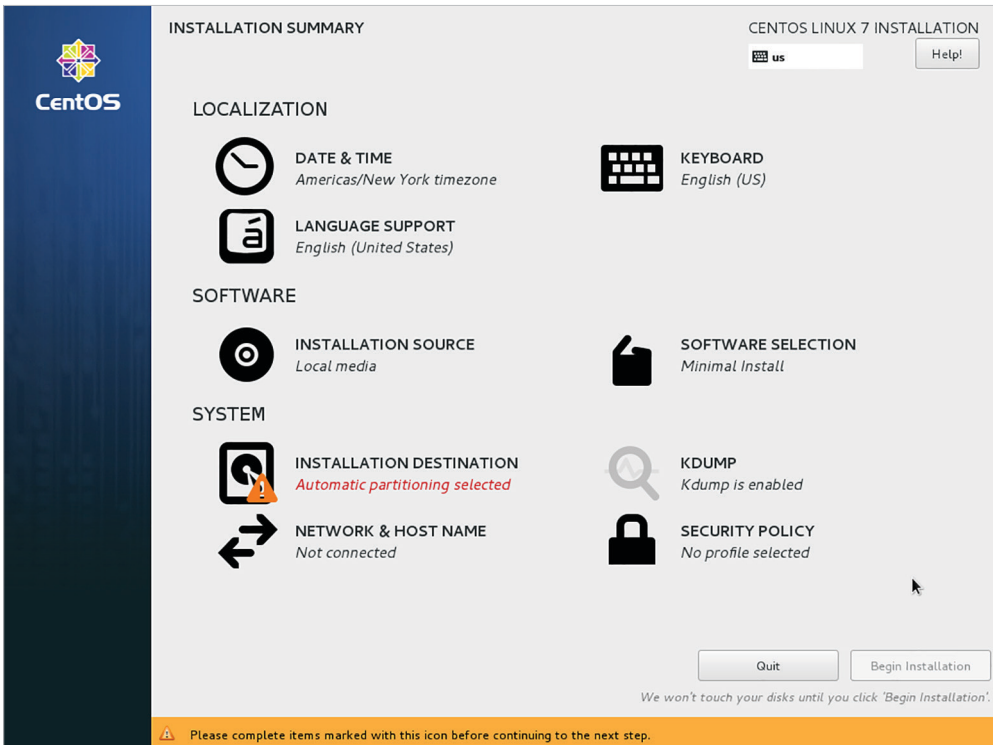 INSTALLATION SUMMARY
CENTOS LINUX 7 INSTALLATION
us
Help!
CentOS
LOCALIZATION
DATE & TIME
Americas/New York timezone
KEYBOARD
English (US)
á
LANGUAGE SUPPORT
English (United States)
SOFTWARE
INSTALLATION SOURCE
Local media
SOFTWARE SELECTION
Minimal Install
SYSTEM
INSTALLATION DESTINATION
Automatic partitioning selected
KDUMP
Kdump is enabled
NETWORK & HOST NAME
Not connected
SECURITY POLICY
No profile selected
Quit
Begin Installation
We won't touch your disks until you click 'Begin Installation'.
Please complete items marked with this icon before continuing to the next step.